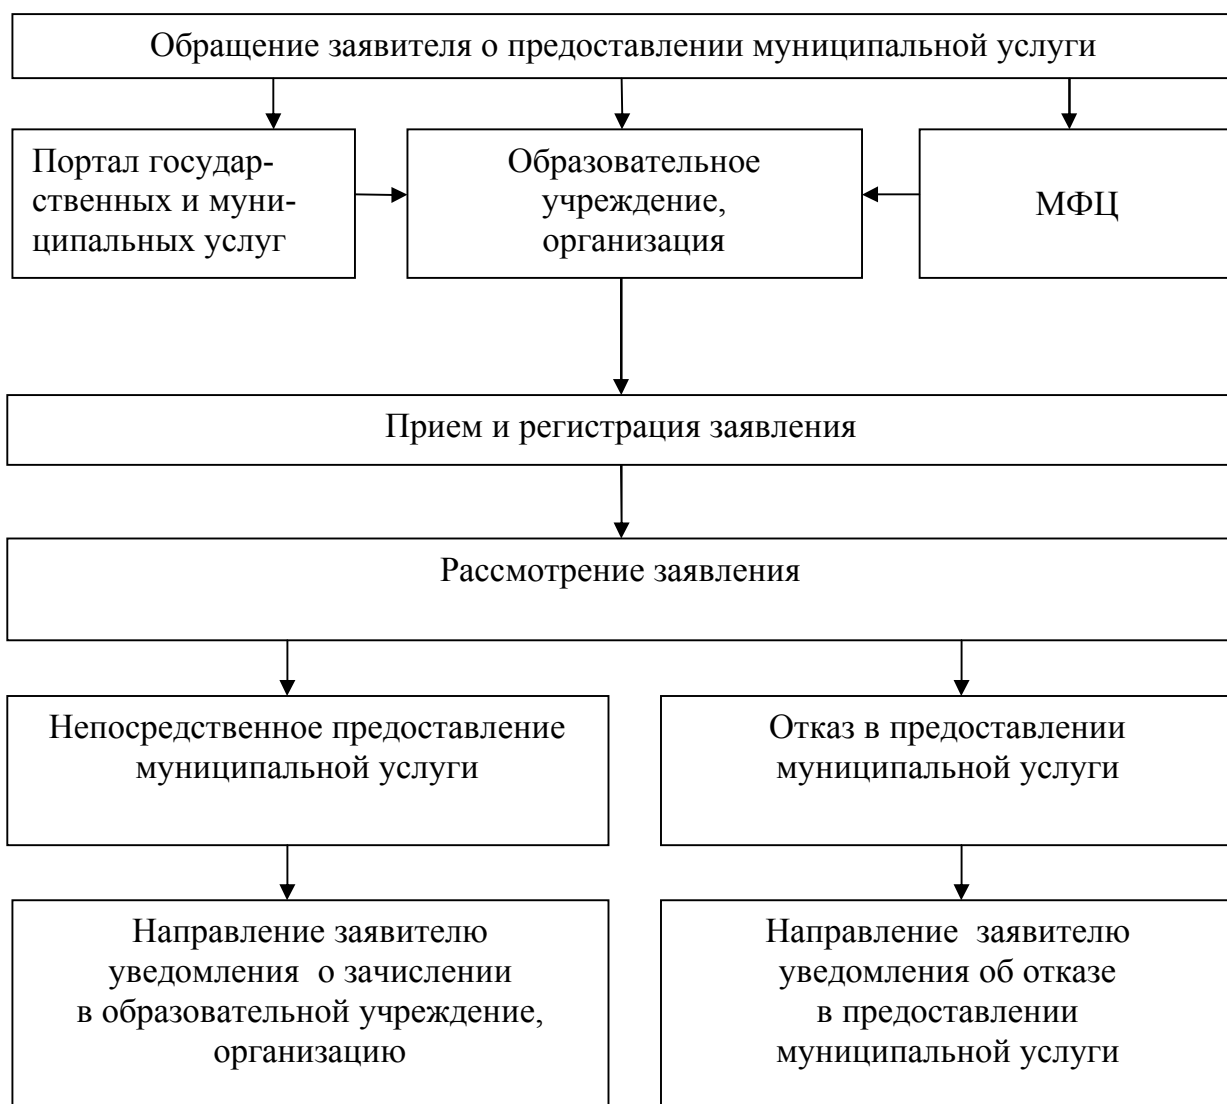 Обращение заявителя о предоставлении муниципальной услуги
Портал государ-
ственных и муни-
ципальных услуг
Образовательное
учреждение,
организация
МФЦ
Прием и регистрация заявления
Рассмотрение заявления
Непосредственное предоставление
муниципальной услуги
Отказ в предоставлении
муниципальной услуги
Направление заявителю
уведомления  о зачислении
в образовательной учреждение,
организацию
Направление  заявителю
уведомления об отказе
в предоставлении
муниципальной услуги